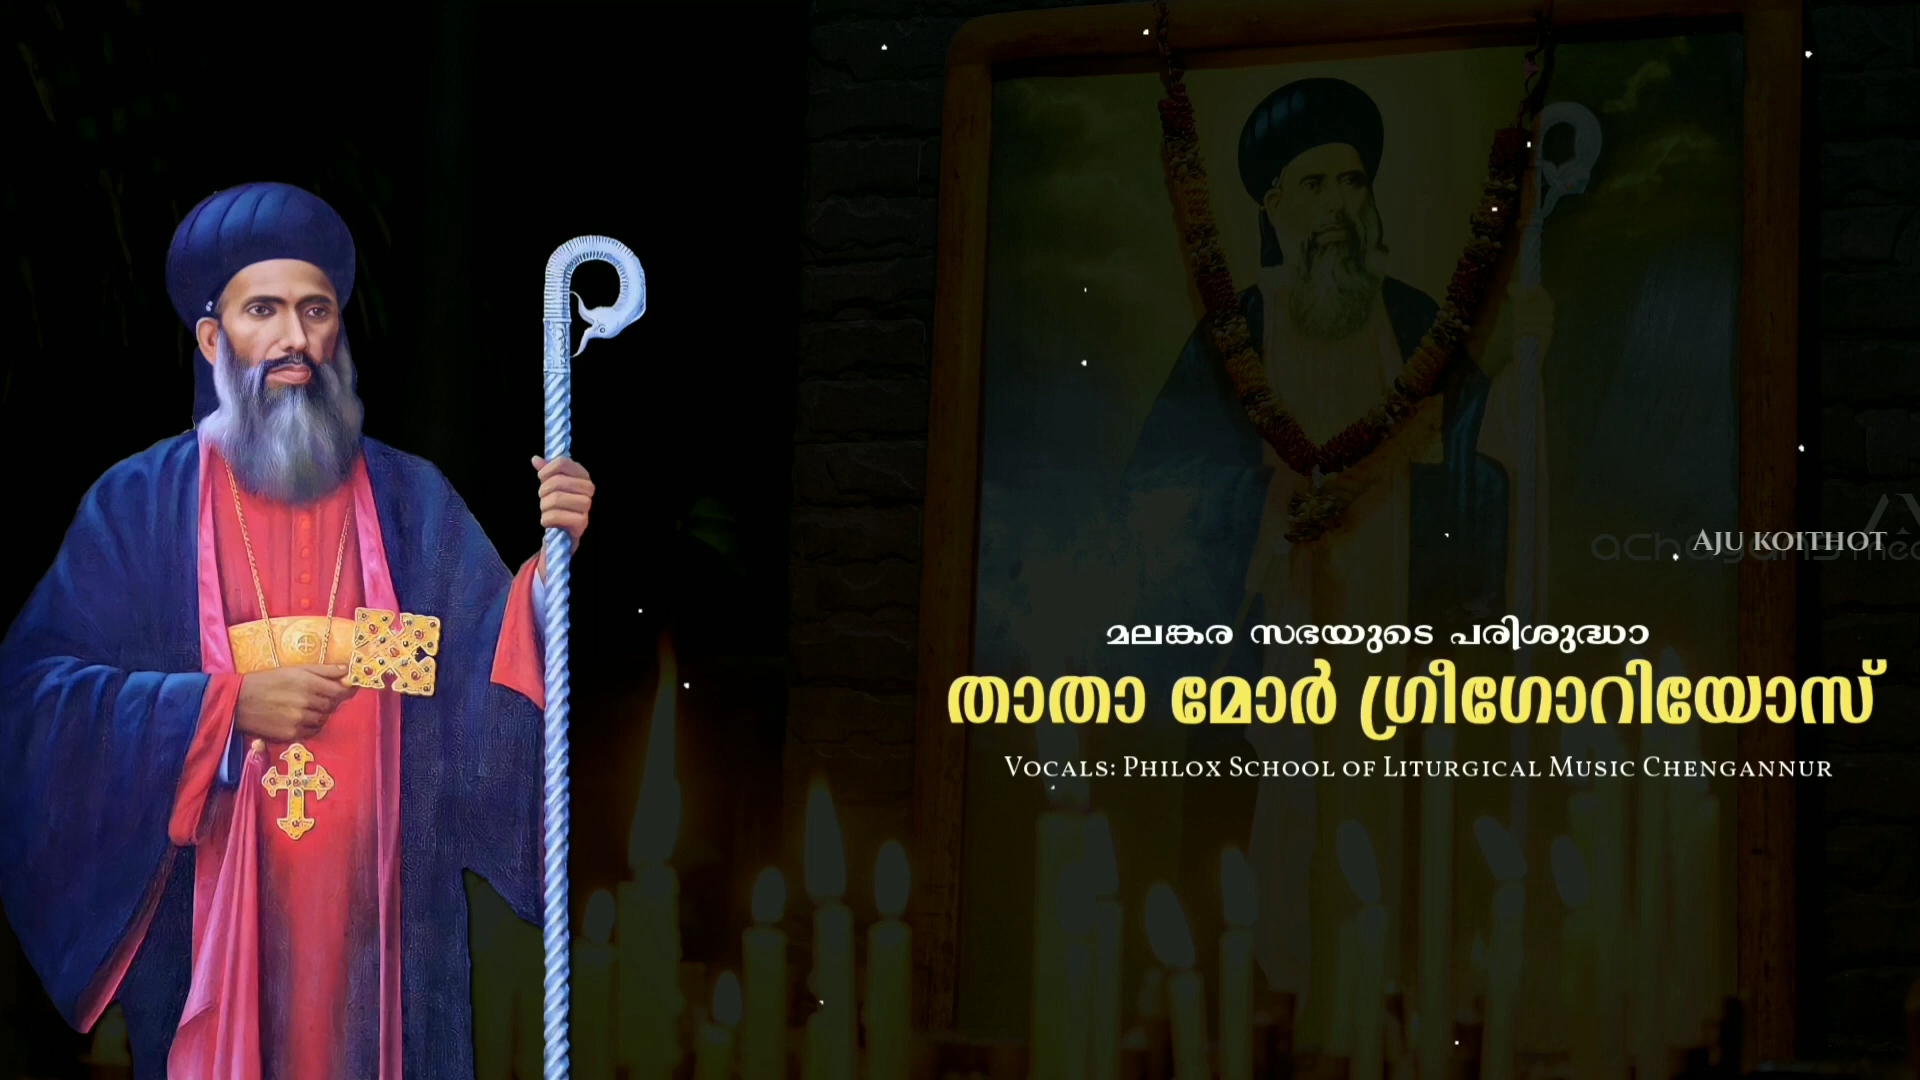 AJU KOITHOT
മലങ്കര സഭയുടെ പരിശുദ്ധാ
താതാ മോർ ഗ്രീഗോറിയോസ്
VOCALS: PHILOX SCHOOL OF LITURGICAL MUSIC CHENGANNUR